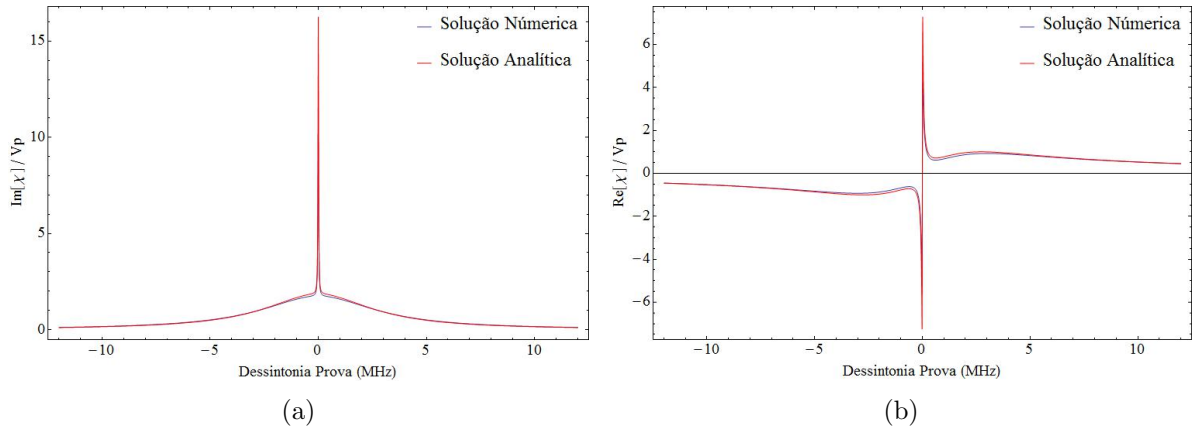 Solução Númerica
Solução Analítica
Im[χ] / Vp
15
10
5
0
−10
−5
0
5
10
Dessintonia Prova (MHz)
(a)
Solução Númerica
Solução Analítica
Re[χ] / Vp
6
4
2
0
−2
−4
−6
−10
−5
0
5
10
Dessintonia Prova (MHz)
(b)